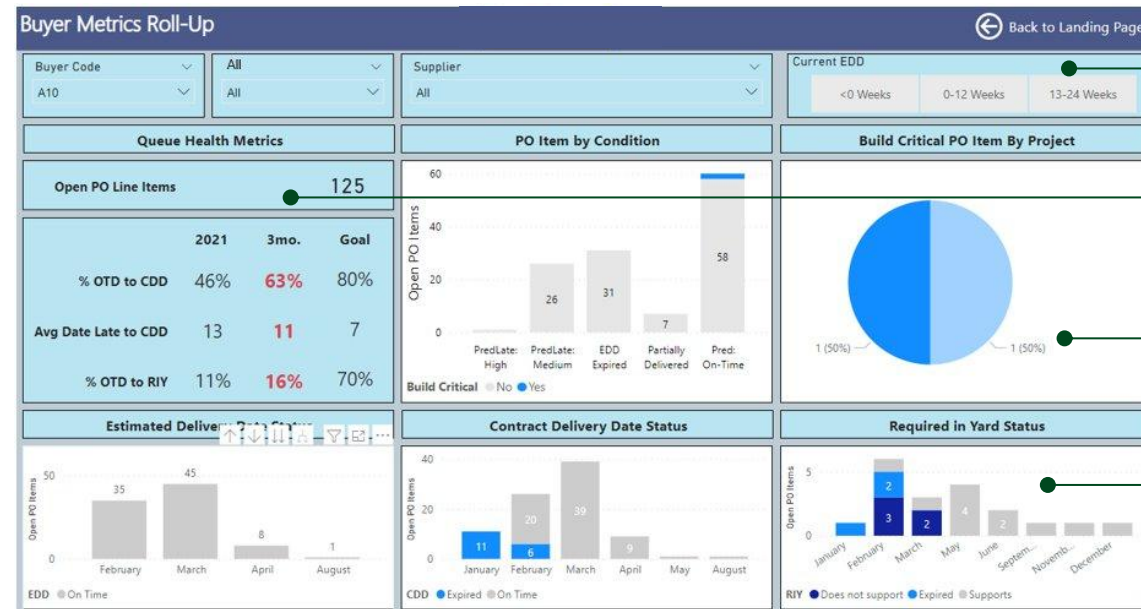 Buyer Metrics Roll-Up
Back to Landing Page
Buyer Code
A10
All
All
Supplier
All
Current EDD
<0 Weeks 0-12 Weeks 13-24 Weeks
Queue Health Metrics
Open PO Line Items 125
2021 3mo. Goal
% OTD to CDD 46% 63% 80%
Avg Date Late to CDD 13 11 7
% OTD to RIY 11% 16% 70%
PO Item by Condition
Open PO Items
60
40
20
0
26
31
7
58
PredLate: High
PredLate: Medium
EDD Expired
Partially Delivered
Pred: On-Time
Build Critical No Yes
Build Critical PO Item By Project
1 (50%)
1 (50%)
Estimated Delivery Date Status
Open PO Items
50
0
35
45
8
1
February March April August
EDD On Time
Contract Delivery Date Status
Open PO Items
40
20
0
11
20
6
39
9
January February March April May August
CDD Expired On Time
Required in Yard Status
Open PO Items
5
0
2
3
2
4
2
January February March May June Septem... Novemb... December
RIY Does not support Expired Supports